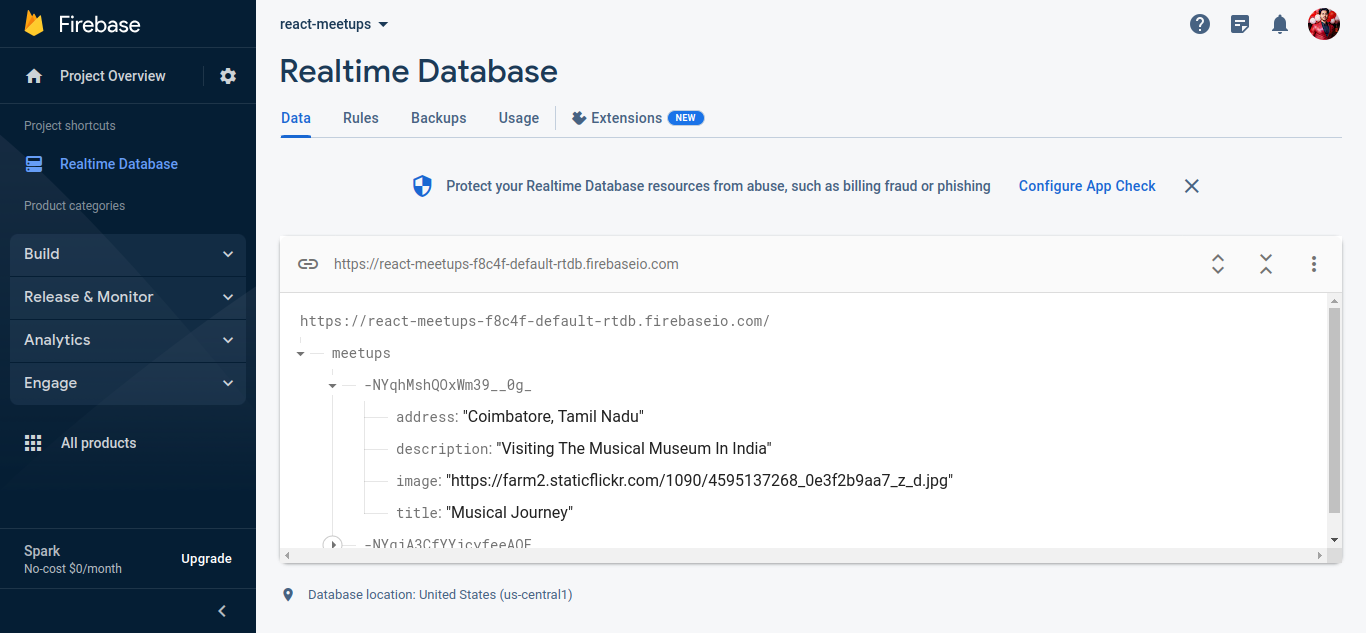 Firebase
Project Overview
Project shortcuts
Realtime Database
Product categories
Build
Release & Monitor
Analytics
Engage
All products
Spark
No-cost $0/month
Upgrade
react-meetups
Realtime Database
Data Rules Backups Usage Extensions NEW
Protect your Realtime Database resources from abuse, such as billing fraud or phishing Configure App Check
https://react-meetups-f8c4f-default-rtdb.firebaseio.com
https://react-meetups-f8c4f-default-rtdb.firebaseio.com/
meetups
-NYqhMshQOxWm39__0g_
address: "Coimbatore, Tamil Nadu"
description: "Visiting The Musical Museum In India"
image: "https://farm2.staticflickr.com/1090/4595137268_0e3f2b9aa7_z_d.jpg"
title: "Musical Journey"
Database location: United States (us-central1)